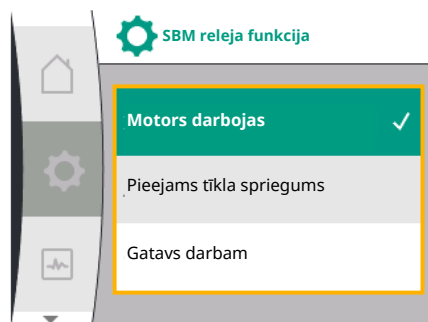 SBM releja funkcija
Motors darbojas
Pieejams tīkla spriegums
Gatavs darbam